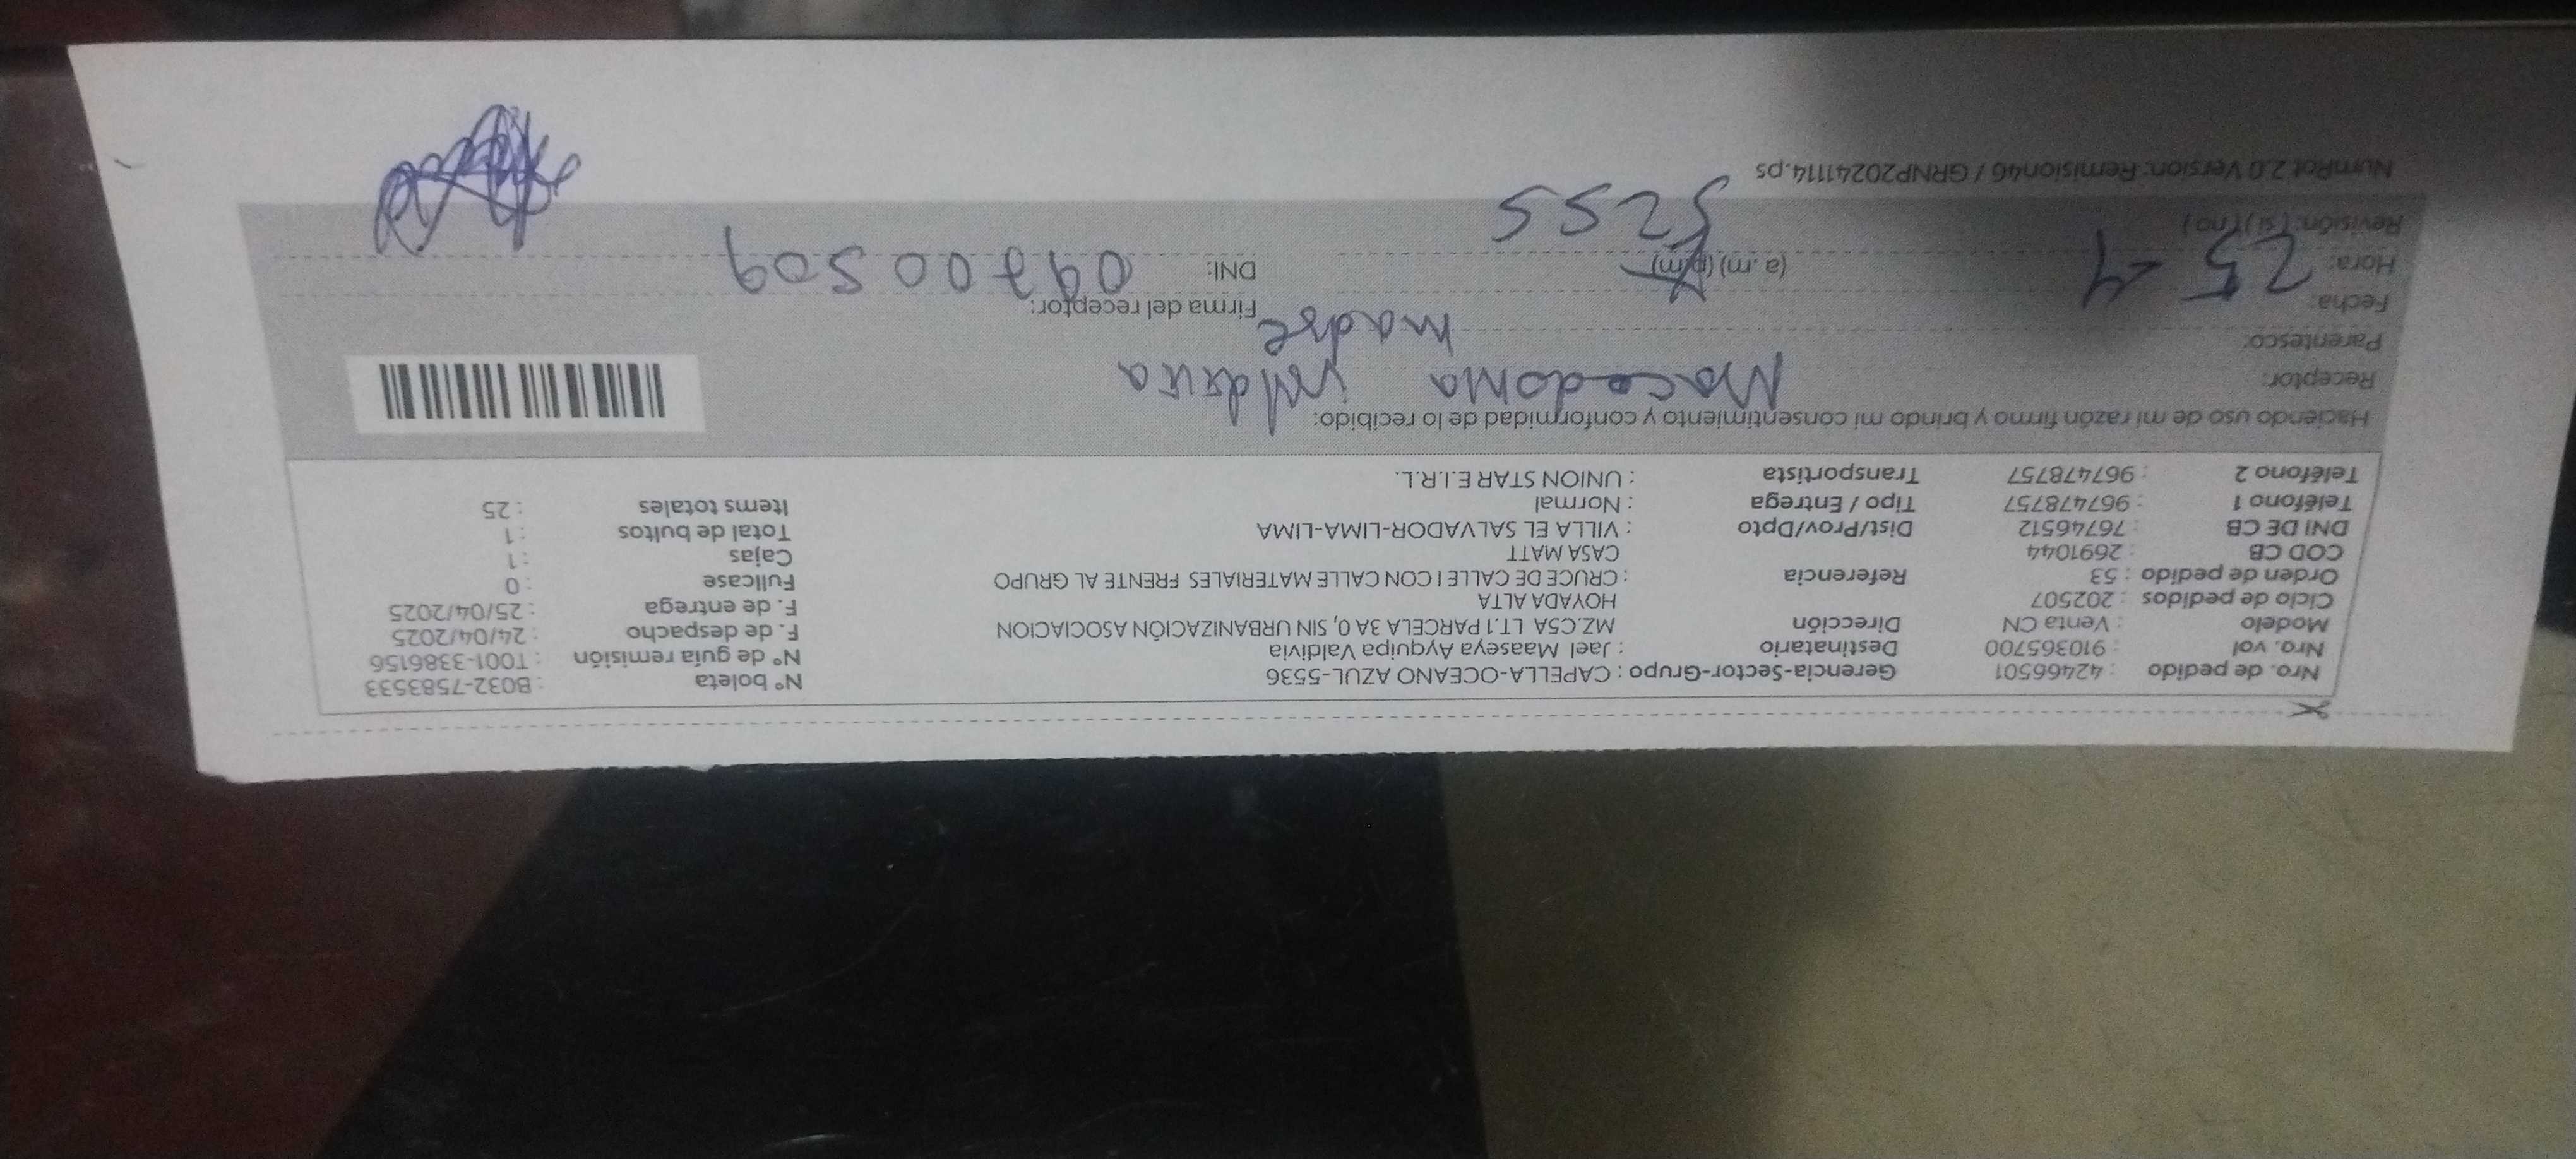 Nro. de pedido : 42466501 Gerencia-Sector-Grupo : CAPELLA-OCEANO AZUL-5536 N° boleta : B032-7583533
Nro. vol : 910365700 Destinatario : Jael Maaseya Ayquipa Valdivia N° de guía remisión : T001-3386156
Modelo : Venta CN Dirección MZ.C5A LT.1 PARCELA 3A 0, SIN URBANIZACIÓN ASOCIACION F. de despacho : 24/04/2025
Ciclo de pedidos : 202507 HOYADA ALTA F. de entrega : 25/04/2025
Orden de pedido : 53 Referencia : CRUCE DE CALLE I CON CALLE MATERIALES FRENTE AL GRUPO Fullcase : 0
COD CB : 2691044 CASA MATT Cajas : 1
DNI DE CB : 76746512 Dist/Prov/Dpto : VILLA EL SALVADOR-LIMA-LIMA Total de bultos : 1
Teléfono 1 : 967478757 Tipo / Entrega : Normal Items totales : 25
Teléfono 2 : 967478757 Transportista : UNION STAR E.I.R.L.
Haciendo uso de mi razón firmo y brindo mi consentimiento y conformidad de lo recibido:
Receptor: Macedonia
Parentesco: madre
Fecha: 25-4 Firma del receptor:
Hora: (a.m) (p.m) DNI: 09700509
Revisión: (si) (no) 5255
NumRot 2.0 Version: Remision46 / GRNP20241114.ps